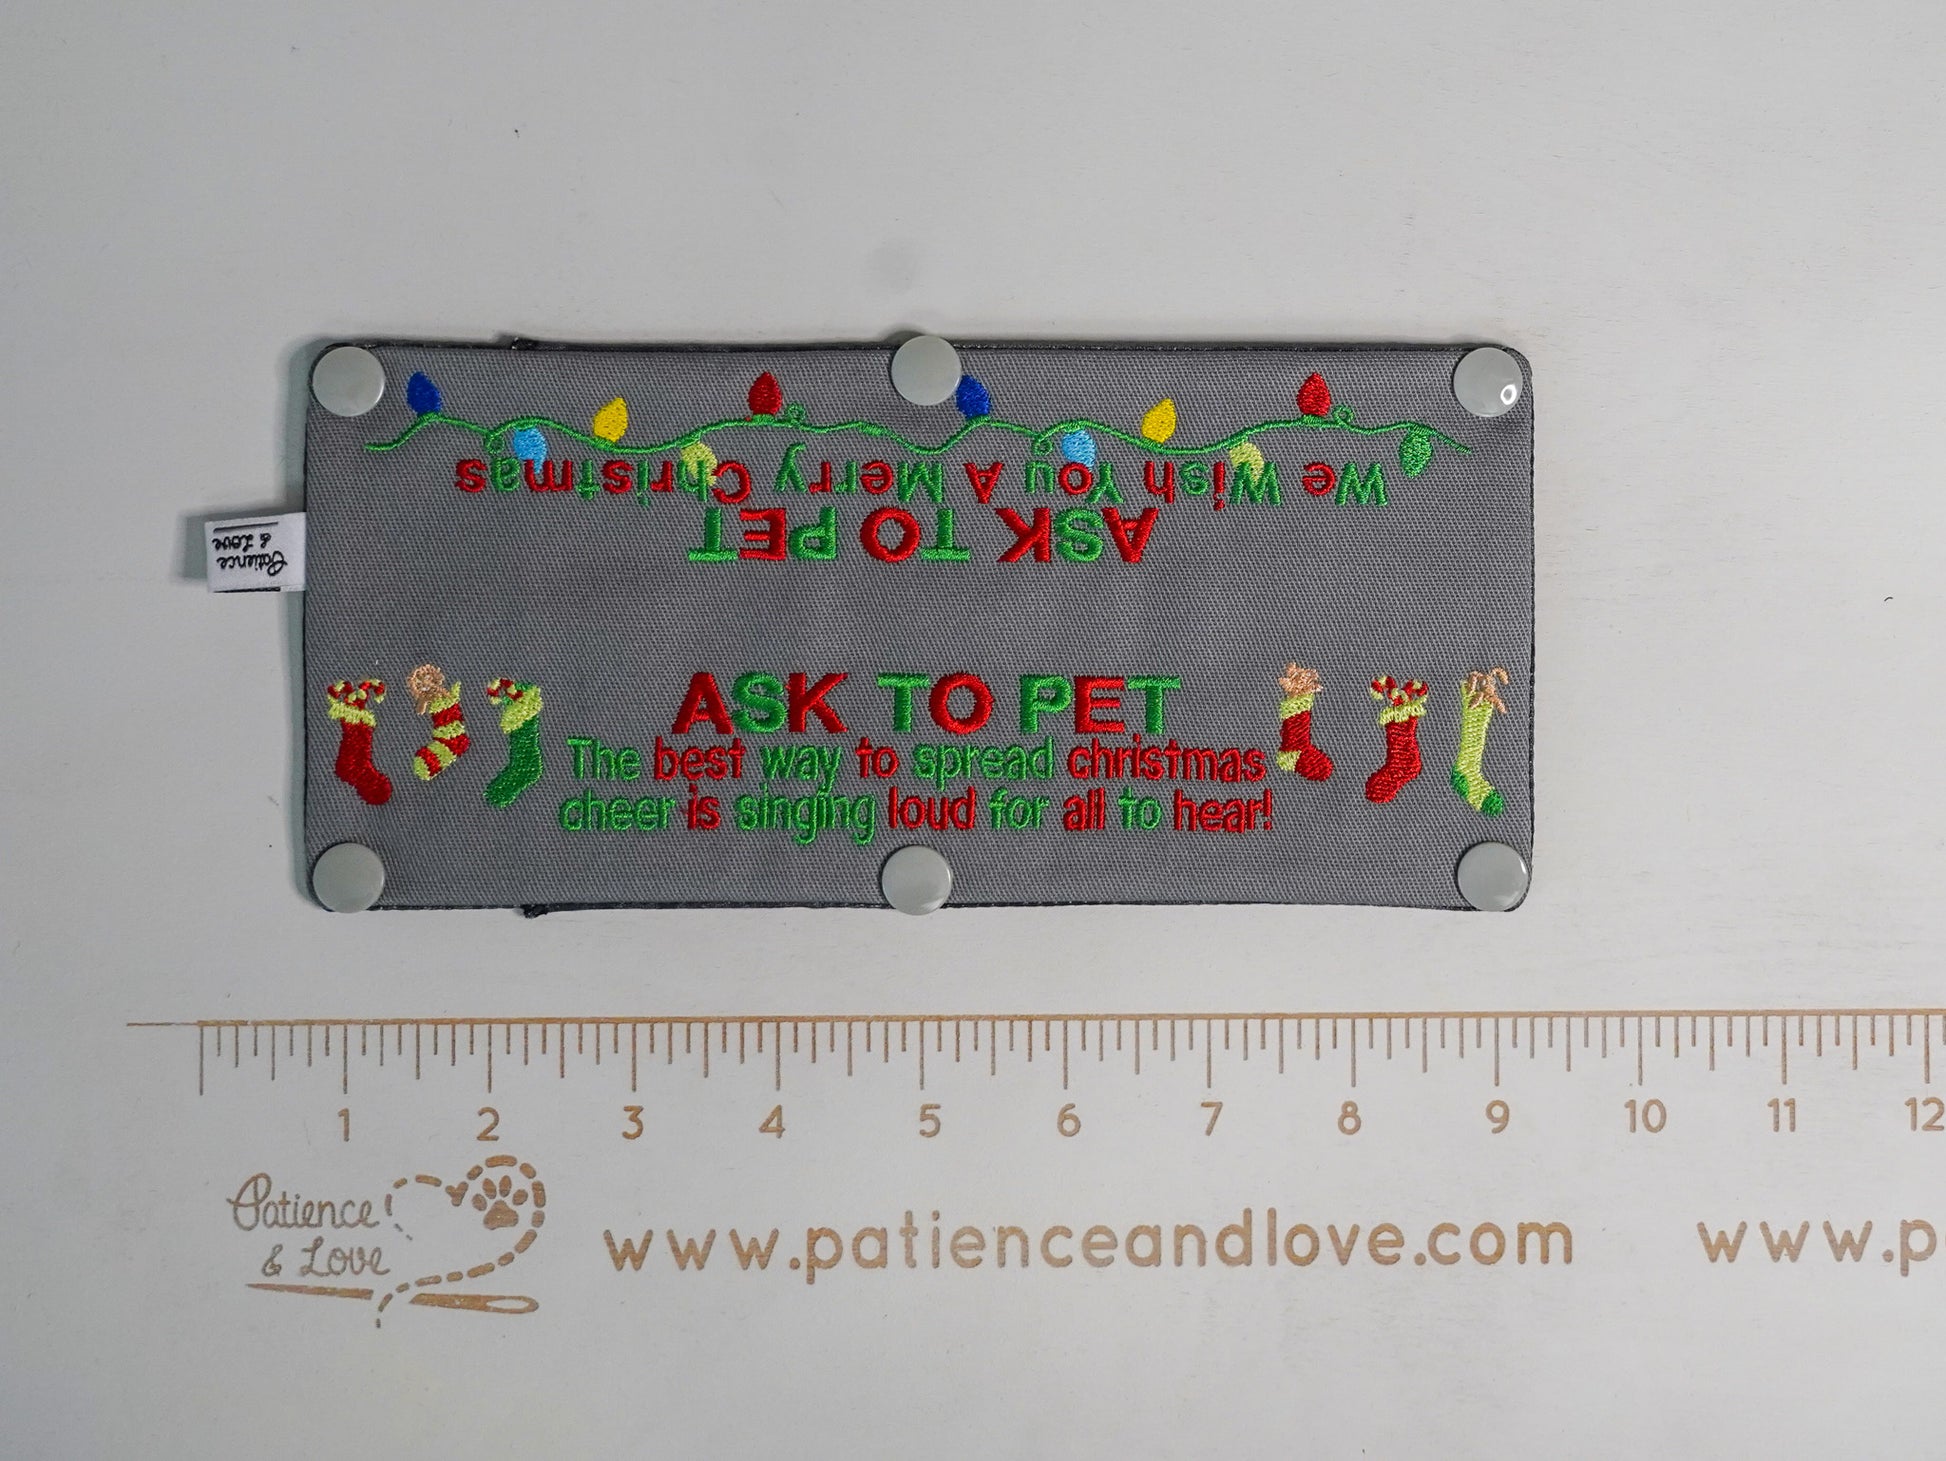 We Wish You A Merry Christmas
ASK TO PET
Patience
& Love
ASK TO PET
The best way to spread christmas
cheer is singing loud for all to hear!
1 2 3 4 5 6 7 8 9 10 11 12
Patience
& Love
www.patienceandlove.com
www.p